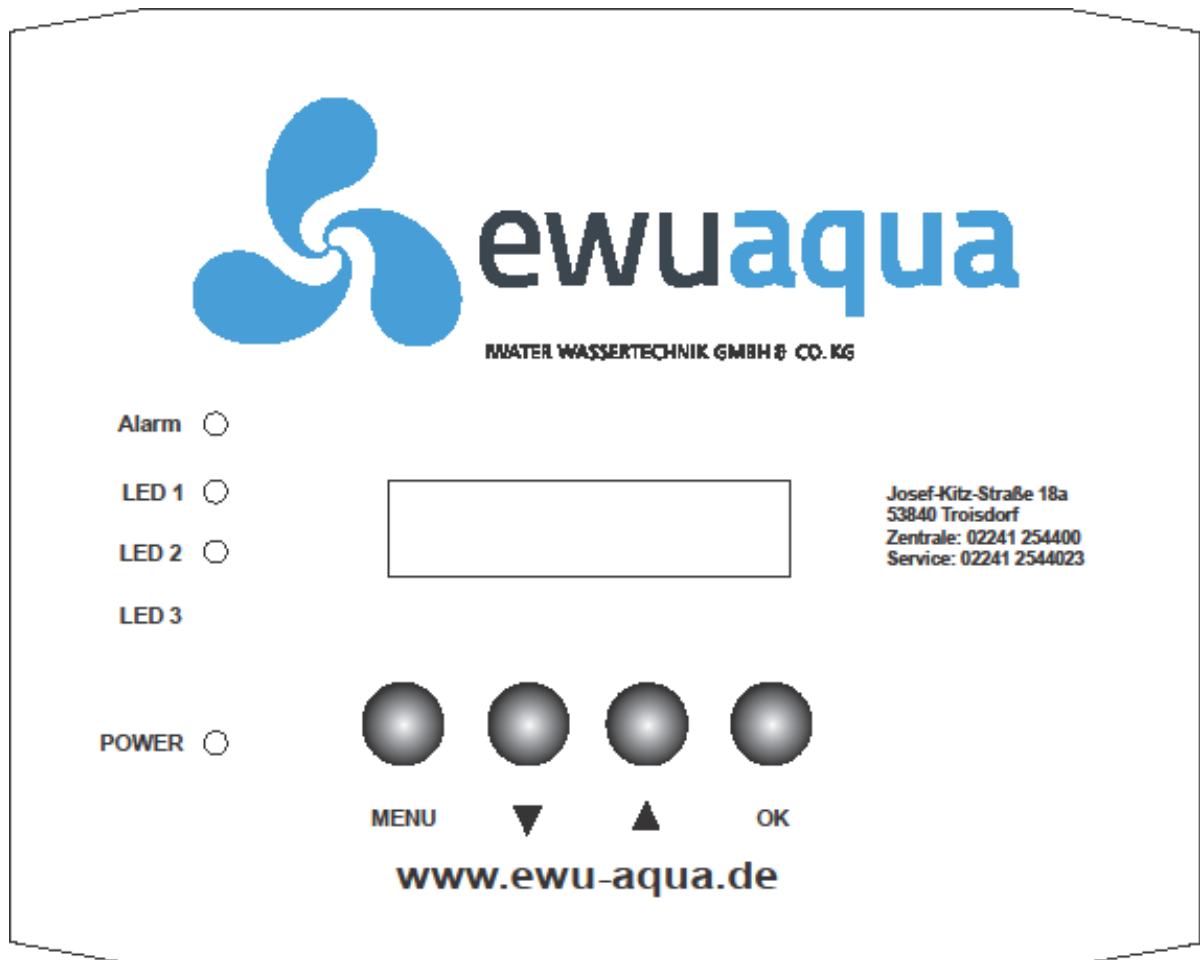 ewuaqua
WATER WASSERTECHNIK GMBH & CO. KG
Alarm
LED 1
LED 2
LED 3
POWER
Josef-Kitz-Straße 18a
53840 Troisdorf
Zentrale: 02241 254400
Service: 02241 2544023
MENU ▼ ▲ OK
www.ewu-aqua.de